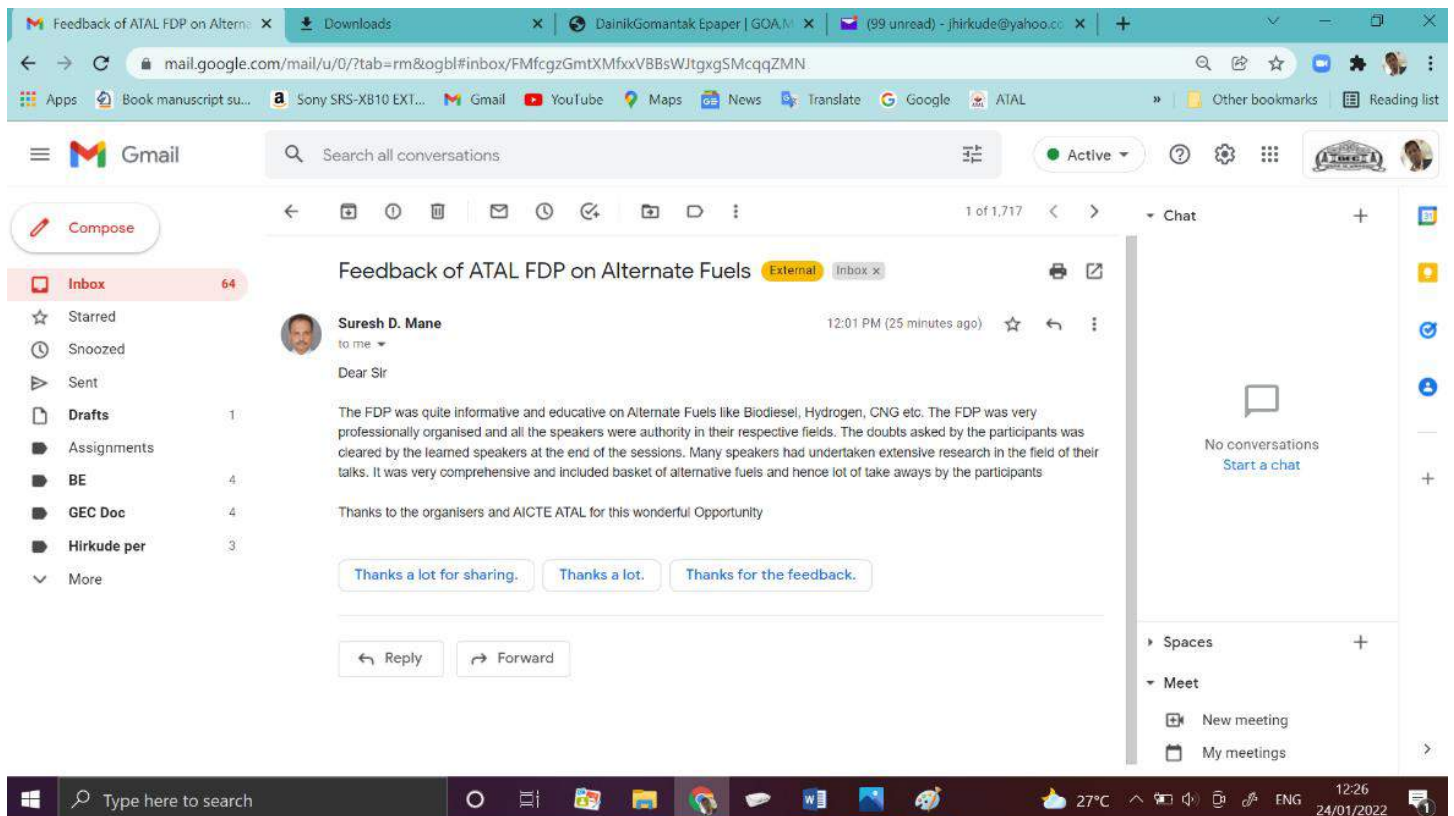 Feedback of ATAL FDP on Alterna
Downloads
DainikGomantak Epaper | GOA,M
(99 unread) - jhirkude@yahoo.cc
mail.google.com/mail/u/0/?tab=rm&ogbl#inbox/FMfcgzGmtXMfxxVBBsWJtgxgSMcqqZMN
Apps
Book manuscript su...
Sony SRS-XB10 EXT...
Gmail
YouTube
Maps
News
Translate
Google
ATAL
»
Other bookmarks
Reading list
Gmail
Search all conversations
Active
Compose
1 of 1,717
Chat
Feedback of ATAL FDP on Alternate Fuels External Inbox x
Inbox 64
Starred
Snoozed
Sent
Drafts 1
Assignments
BE 4
GEC Doc 4
Hirkude per 3
More
Suresh D. Mane
12:01 PM (25 minutes ago)
to me
Dear Sir
The FDP was quite informative and educative on Alternate Fuels like Biodiesel, Hydrogen, CNG etc. The FDP was very
professionally organised and all the speakers were authority in their respective fields. The doubts asked by the participants was
cleared by the learned speakers at the end of the sessions. Many speakers had undertaken extensive research in the field of their
talks. It was very comprehensive and included basket of alternative fuels and hence lot of take aways by the participants
Thanks to the organisers and AICTE ATAL for this wonderful Opportunity
Thanks a lot for sharing.
Thanks a lot.
Thanks for the feedback.
Reply
Forward
No conversations
Start a chat
Spaces
Meet
New meeting
My meetings
31
Type here to search
27°C
ENG
12:26
24/01/2022
1